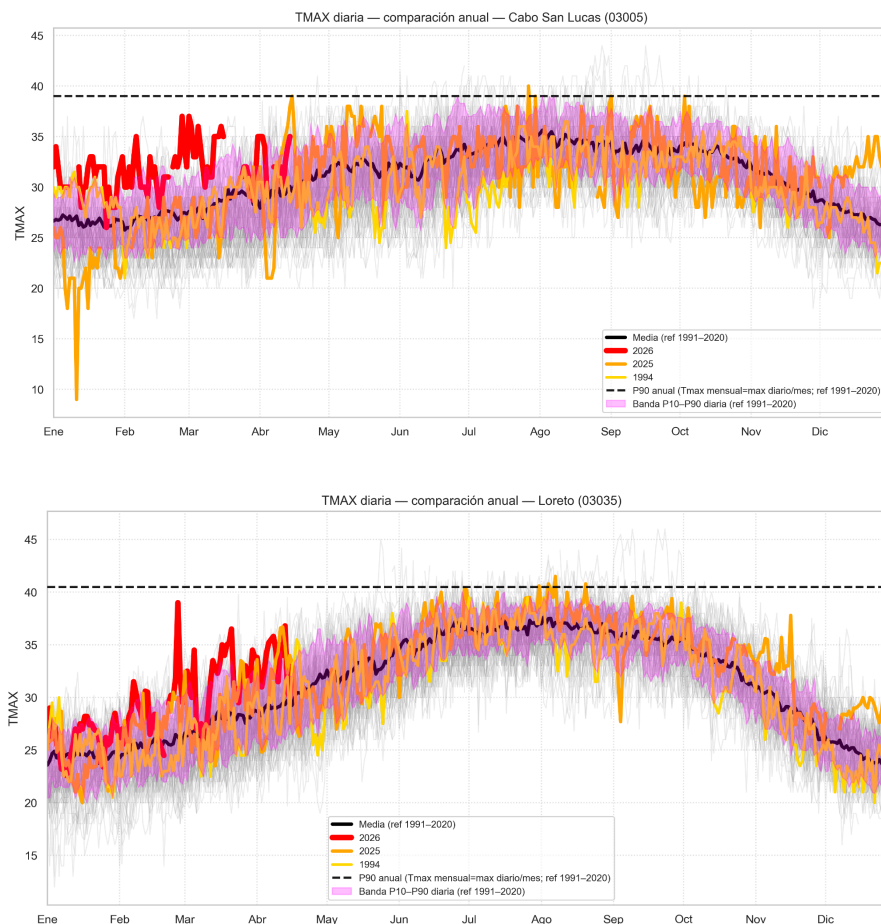 TMAX diaria — comparación anual — Cabo San Lucas (03005)
45
40
35
30
25
20
15
10
TMAX
Media (ref 1991–2020)
2026
2025
1994
P90 anual (Tmax mensual=max diario/mes; ref 1991–2020)
Banda P10–P90 diaria (ref 1991–2020)
Ene Feb Mar Abr May Jun Jul Ago Sep Oct Nov Dic
TMAX diaria — comparación anual — Loreto (03035)
45
40
35
30
25
20
15
TMAX
Media (ref 1991–2020)
2026
2025
1994
P90 anual (Tmax mensual=max diario/mes; ref 1991–2020)
Banda P10–P90 diaria (ref 1991–2020)
Ene Feb Mar Abr May Jun Jul Ago Sep Oct Nov Dic